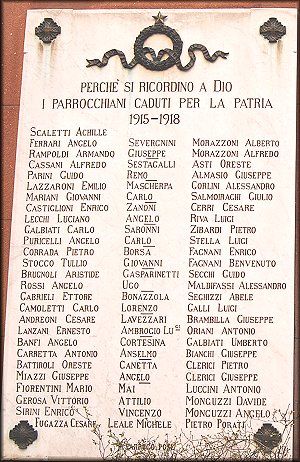 PERCHÈ SI RICORDINO A DIO
I PARROCCHIANI CADUTI PER LA PATRIA
1915-1918
SCALETTI ACHILLE
FERRARI ANGELO SEVERGNINI MORAZZONI ALBERTO
RAMPOLDI ARMANDO GIUSEPPE MORAZZONI ALFREDO
CASSANI ALFREDO SESTAGALLI ASTI ORESTE
PARINI GUIDO REMO ALMASIO GIUSEPPE
LAZZARONI EMILIO MASCHERPA CORLINI ALESSANDRO
MARIANI GIOVANNI CARLO SALMOIRAGHI GIULIO
CASTIGLIONI ENRICO ZANONI CERRI CESARE
LECCHI LUCIANO ANGELO RIVA LUIGI
GALBIATI CARLO SARONNI ZIBARDI PIETRO
PURICELLI ANGELO CARLO STELLA LUIGI
CORRADA PIETRO BORSA FAGNANI ENRICO
STOCCO TULLIO GIOVANNI FAGNANI BENVENUTO
BRUGNOLI ARISTIDE GASPARINETTI SECCHI GUIDO
ROSSI ANGELO UGO MALDIFASSI ALESSANDRO
GABRIELI ETTORE BONAZZOLA SEGHIZZI ABELE
CAMOLETTI CARLO LORENZO GALLI LUIGI
ANDREONI CESARE LAVEZZARI BRAMBILLA GIUSEPPE
LANZANI ERNESTO AMBROGIO LUIGI ORIANI ANTONIO
BANFI ANGELO CORTESINA GALBIATI UMBERTO
CARRETTA ANTONIO ANSELMO BIANCHI GIUSEPPE
BATTIROLI ORESTE CANETTA CLERICI PIETRO
MIAZZI GIUSEPPE ANGELO CLERICI GIUSEPPE
FIORENTINI MARIO MAI LUCCINI ANTONIO
GEROSA VITTORIO ATTILIO MONGUZZI DAVIDE
SIRINI ENRICO VINCENZO MONGUZZI ANGELO
FUGAZZA CESARE LEALE MICHELE PIETRO PORATI